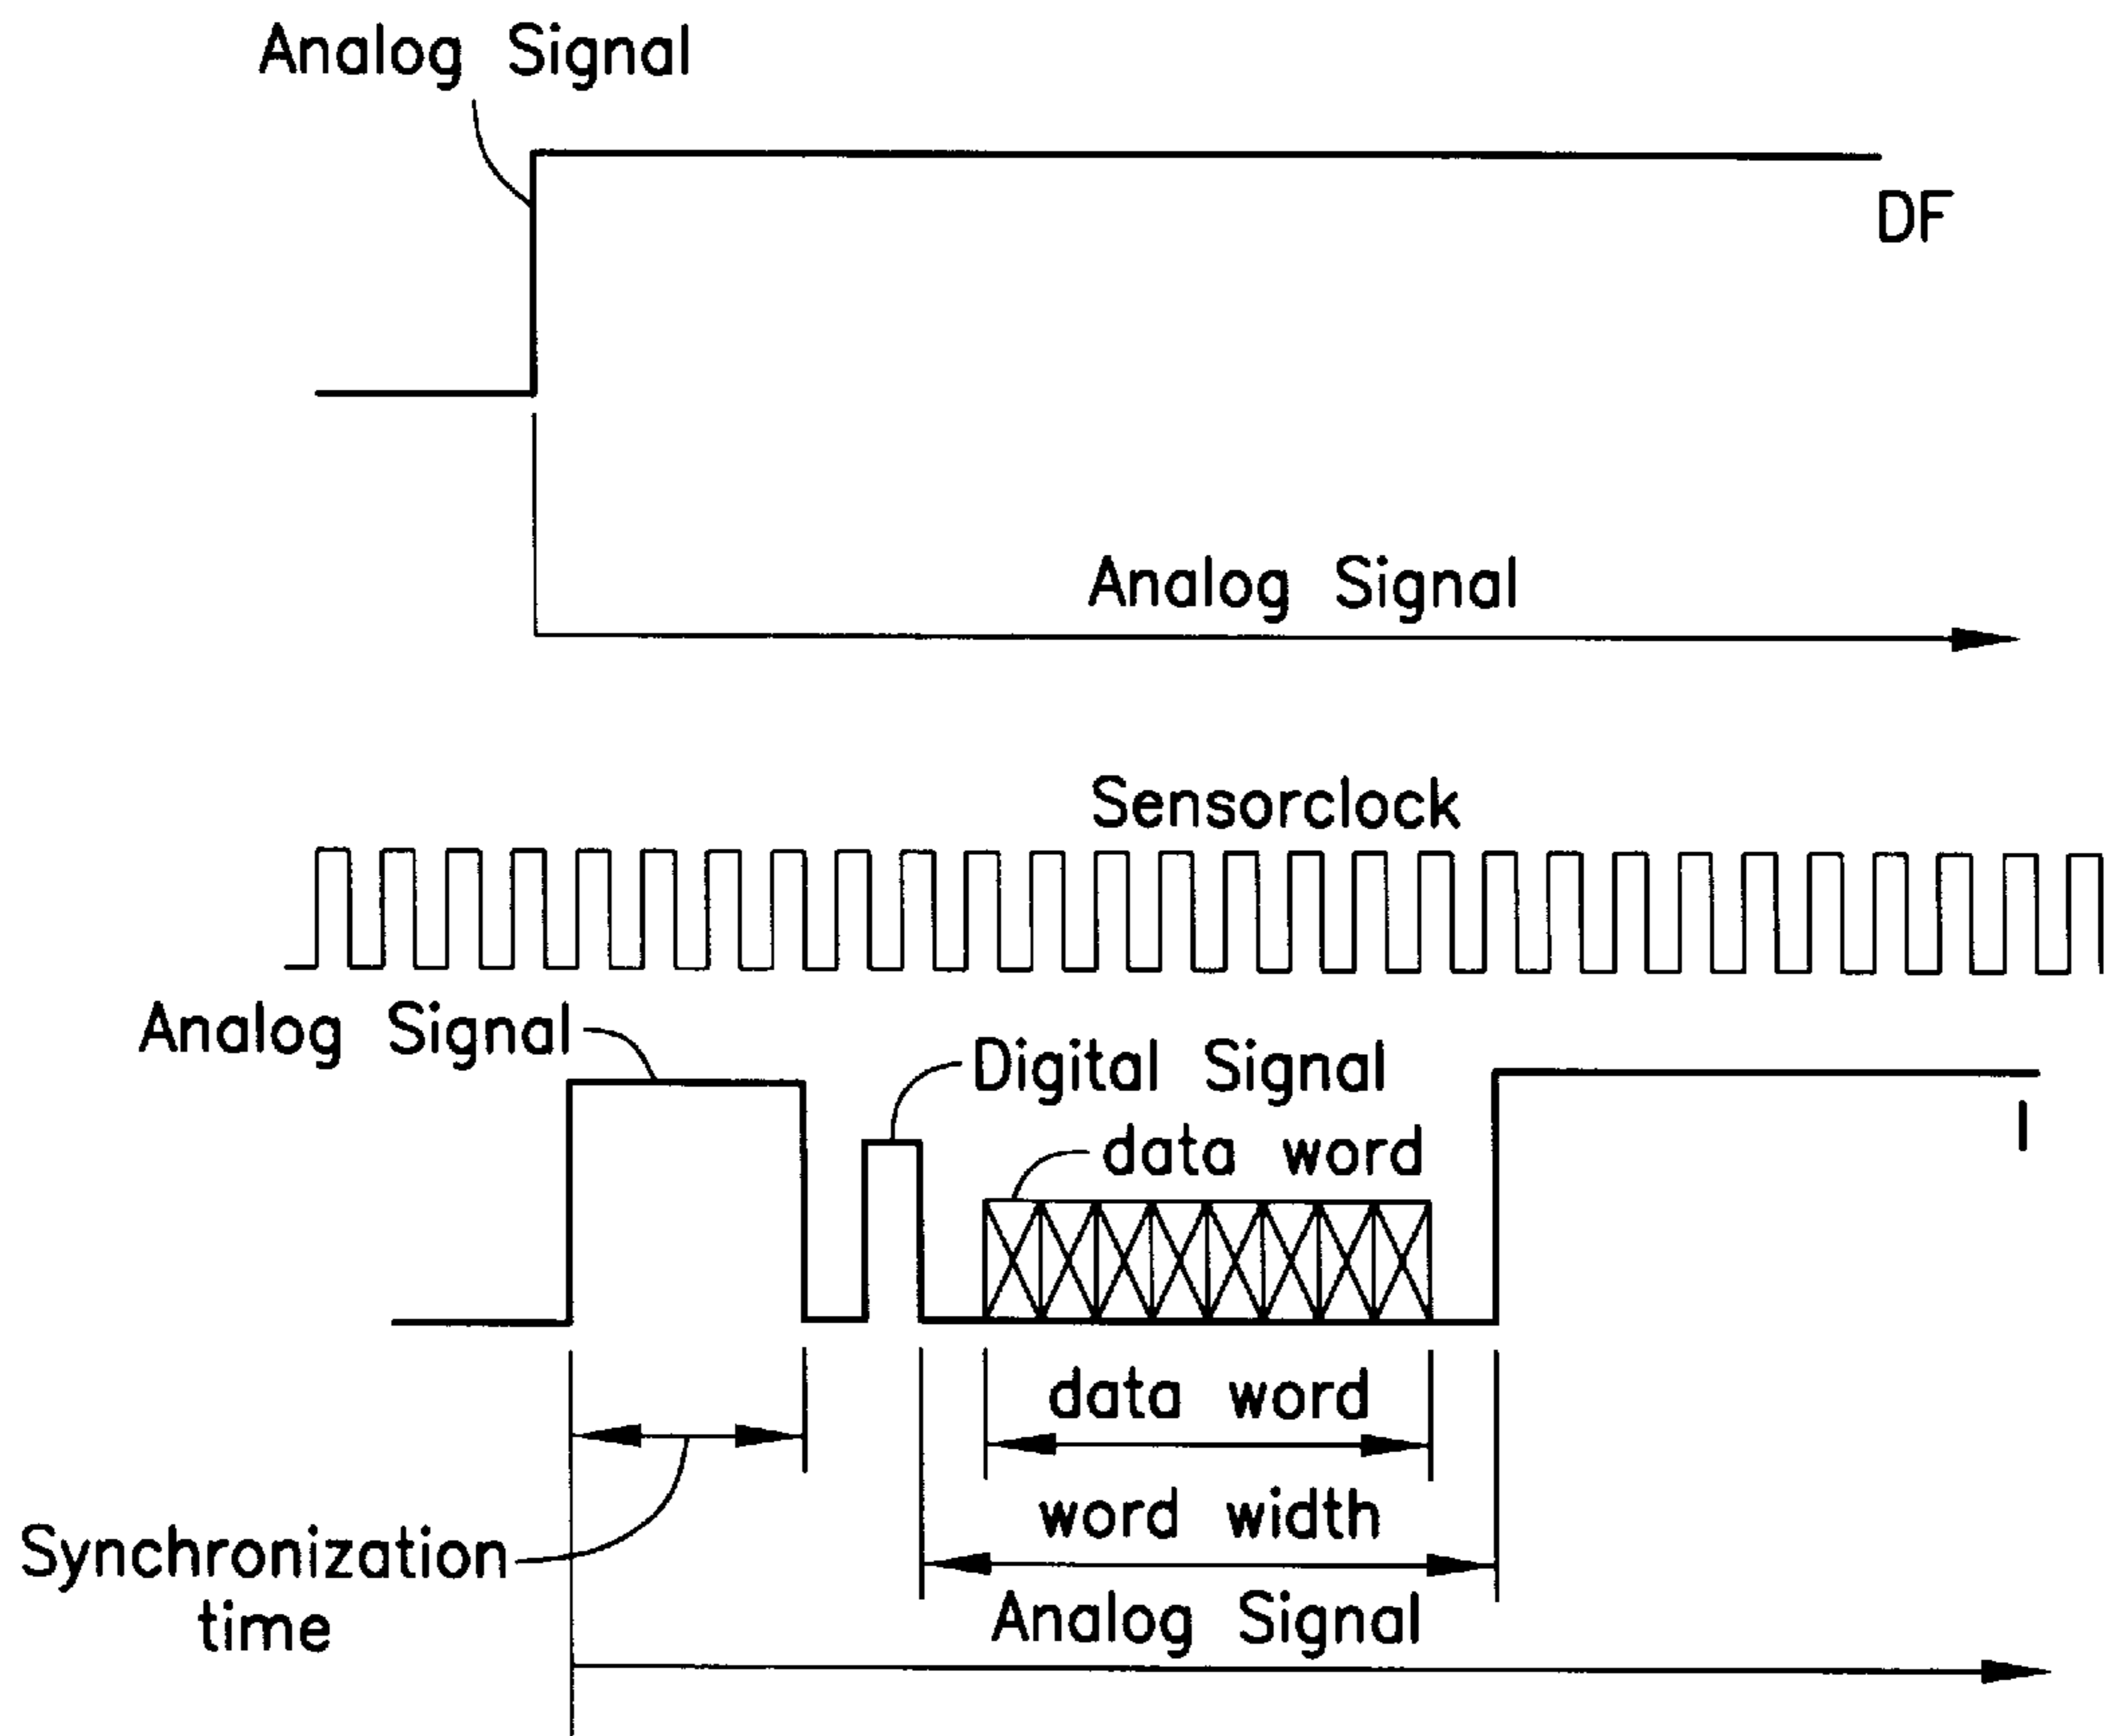 Analog Signal
DF
Analog Signal
Sensorclock
Analog Signal
Digital Signal
data word
I
data word
word width
Synchronization
time
Analog Signal